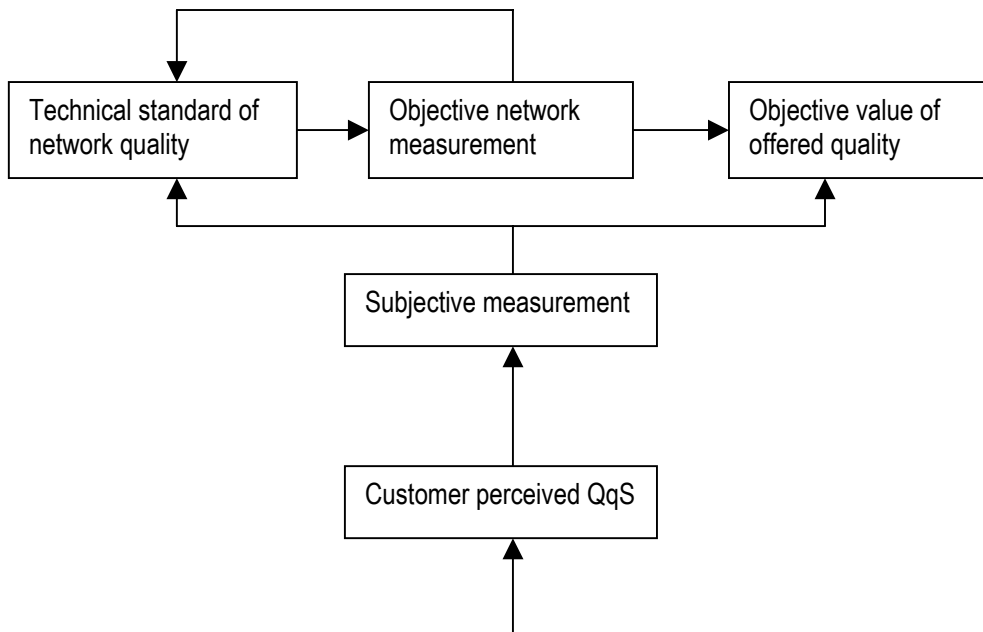 Technical standard of
network quality
Objective network
measurement
Objective value of
offered quality
Subjective measurement
Customer perceived QqS